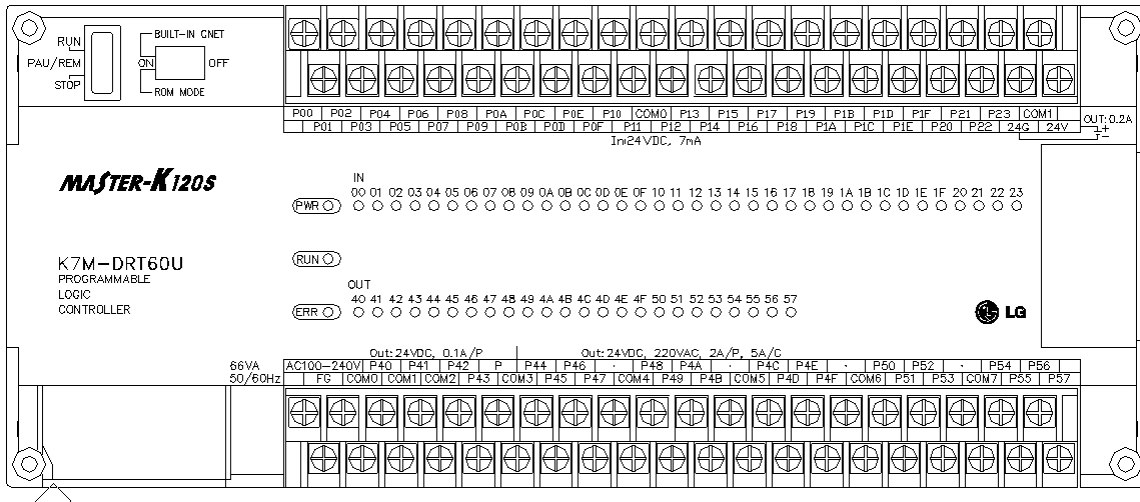 RUN
PAU/REM
STOP
BUILT-IN CNET
ON OFF
ROM MODE
P00 P02 P04 P06 P08 P0A P0C P0E P10 COM0 P13 P15 P17 P19 P1B P1D P1F P21 P23 COM1
P01 P03 P05 P07 P09 P0B P0D P0F P11 P12 P14 P16 P18 P1A P1C P1E P20 P22 24G 24V
OUT: 0.2A
+
-
In:24VDC, 7mA
MASTER-K120S
IN
00 01 02 03 04 05 06 07 08 09 0A 0B 0C 0D 0E 0F 10 11 12 13 14 15 16 17 18 19 1A 1B 1C 1D 1E 1F 20 21 22 23
PWR
K7M-DRT60U
PROGRAMMABLE
LOGIC
CONTROLLER
RUN
OUT
40 41 42 43 44 45 46 47 48 49 4A 4B 4C 4D 4E 4F 50 51 52 53 54 55 56 57
ERR
LG
Out: 24VDC, 0.1A/P Out: 24VDC, 220VAC, 2A/P, 5A/C
66VA
50/60Hz
AC100-240V P40 P41 P42 P P44 P46 · P48 P4A · P4C P4E · P50 P52 · P54 P56
FG COM0 COM1 COM2 P43 COM3 P45 P47 COM4 P49 P4B COM5 P4D P4F COM6 P51 P53 COM7 P55 P57